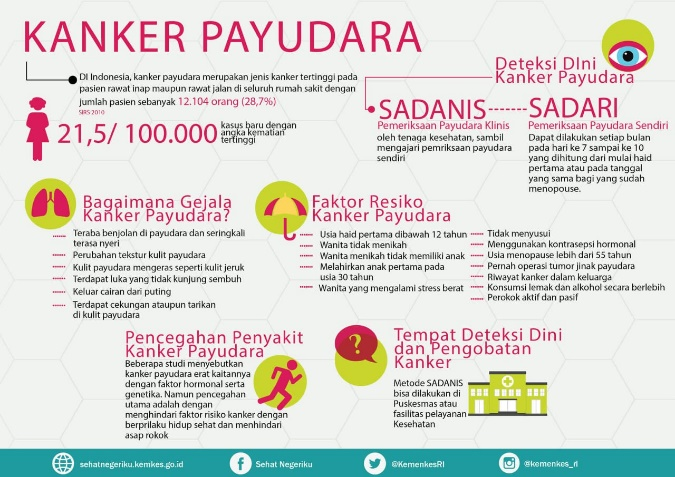 KANKER PAYUDARA
DI Indonesia, kanker payudara merupakan jenis kanker tertinggi pada
pasien rawat inap maupun rawat jalan di seluruh rumah sakit dengan
jumlah pasien sebanyak 12.104 orang (28,7%)
SIRS 2010
21,5/ 100.000 kasus baru dengan
angka kematian
tertinggi
Deteksi DIni
Kanker Payudara
SADANIS
Pemeriksaan Payudara Klinis
oleh tenaga kesehatan, sambil
mengajari pemriksaan payudara
sendiri
SADARI
Pemeriksaan Payudara Sendiri
Dapat dilakukan setiap bulan
pada hari ke 7 sampai ke 10
yang dihitung dari mulai haid
pertama atau pada tanggal
yang sama bagi yang sudah
menopouse.
Bagaimana Gejala
Kanker Payudara?
Teraba benjolan di payudara dan seringkali
terasa nyeri
Perubahan tekstur kulit payudara
Kulit payudara mengeras seperti kulit jeruk
Terdapat luka yang tidak kunjung sembuh
Keluar cairan dari puting
Terdapat cekungan ataupun tarikan
di kulit payudara
Faktor Resiko
Kanker Payudara
Usia haid pertama dibawah 12 tahun
Wanita tidak menikah
Wanita menikah tidak memiliki anak
Melahirkan anak pertama pada
usia 30 tahun
Wanita yang mengalami stress berat
Tidak menyusui
Menggunakan kontrasepsi hormonal
Usia menopause lebih dari 55 tahun
Pernah operasi tumor jinak payudara
Riwayat kanker dalam keluarga
Konsumsi lemak dan alkohol secara berlebih
Perokok aktif dan pasif
Pencegahan Penyakit
Kanker Payudara
Beberapa studi menyebutkan
kanker payudara erat kaitannya
dengan faktor hormonal serta
genetika. Namun pencegahan
utama adalah dengan
menghindari faktor risiko kanker dengan
berprilaku hidup sehat dan menhindari
asap rokok
?
Tempat Deteksi Dini
dan Pengobatan
Kanker
Metode SADANIS
bisa dilakukan di
Puskesmas atau
fasilitas pelayanan
Kesehatan
sehatnegeriku.kemkes.go.id
Sehat Negeriku
@KemenkesRI
@kemenkes_ri